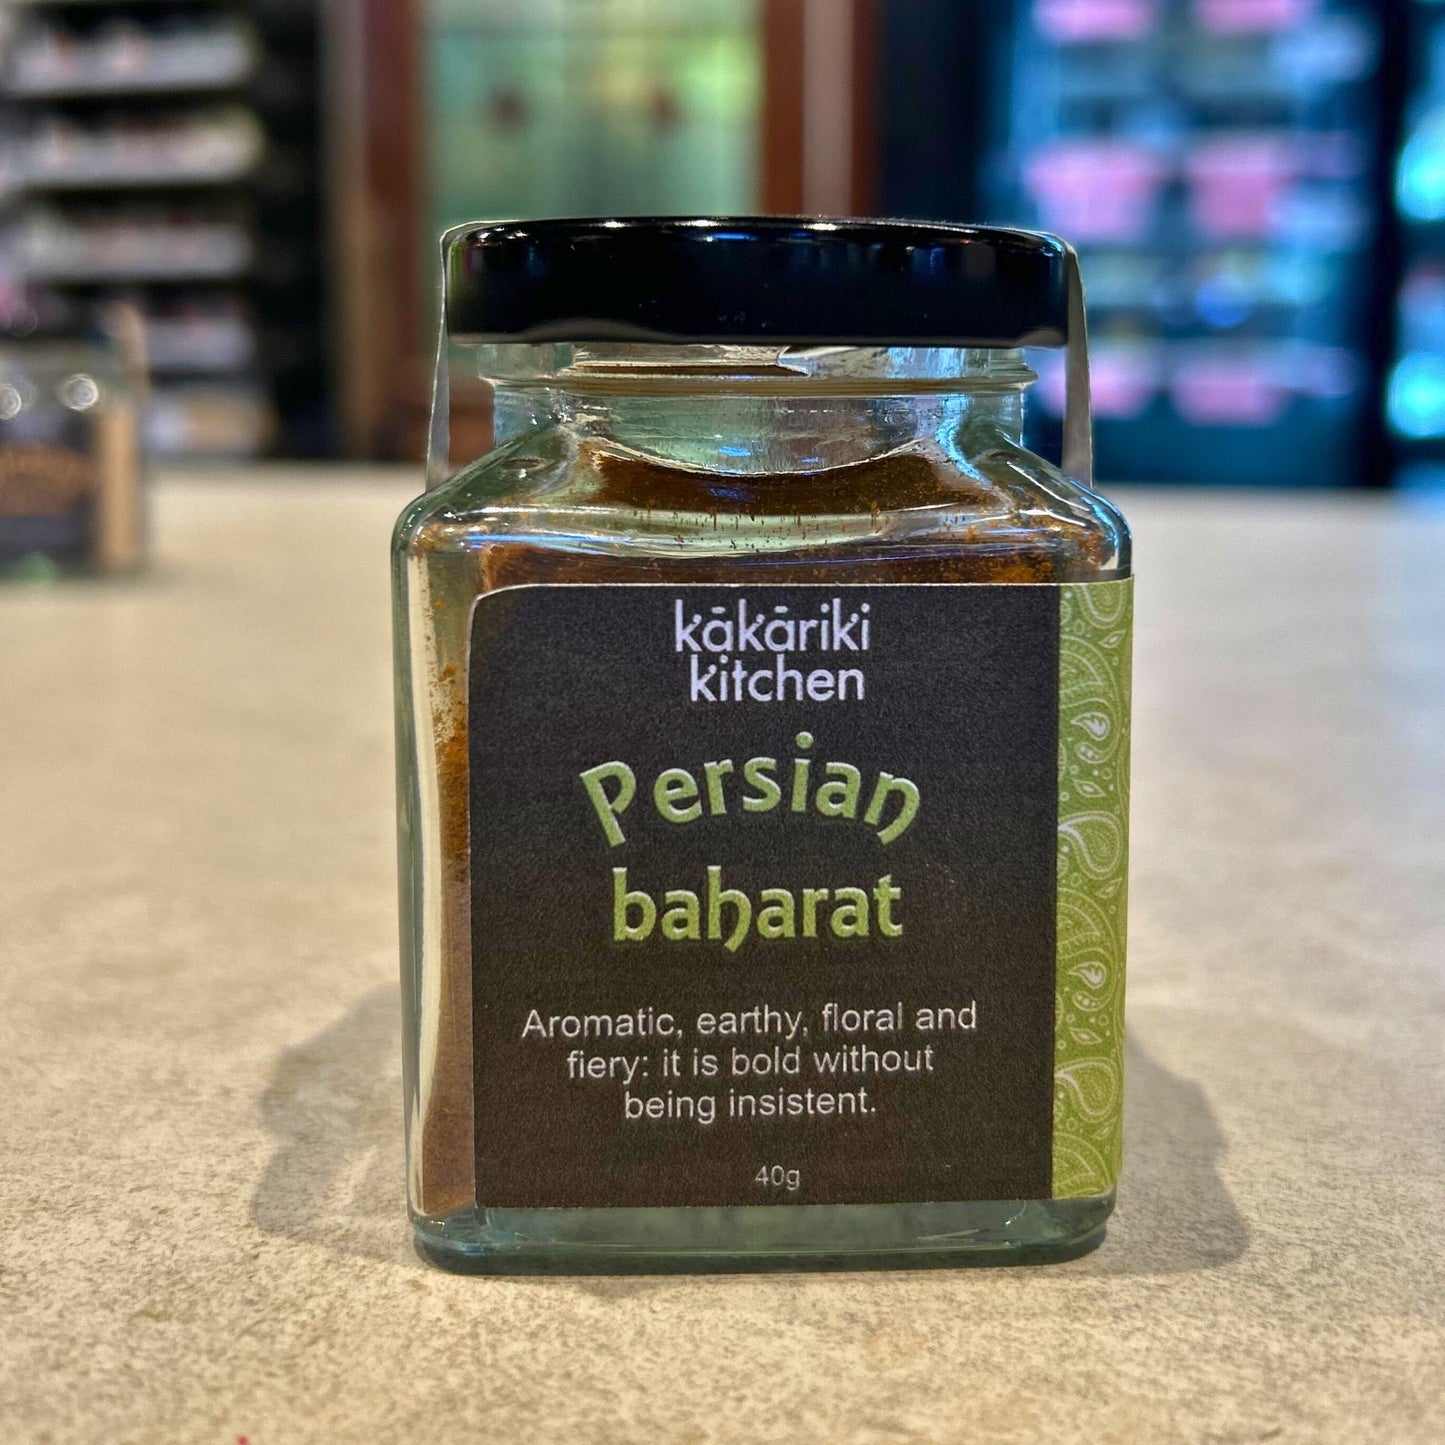 kākāriki
kitchen
Persian
baharat
Aromatic, earthy, floral and
fiery: it is bold without
being insistent.
40g